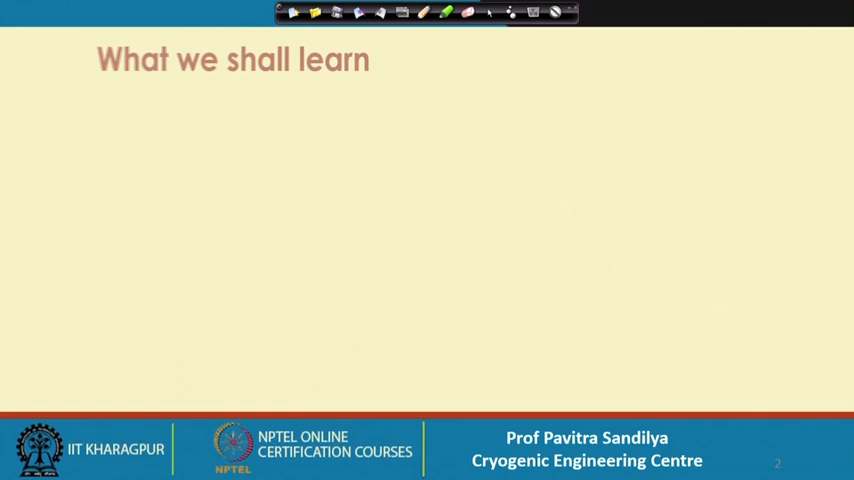 What we shall learn
IIT KHARAGPUR
NPTEL
NPTEL ONLINE
CERTIFICATION COURSES
Prof Pavitra Sandilya
Cryogenic Engineering Centre
2